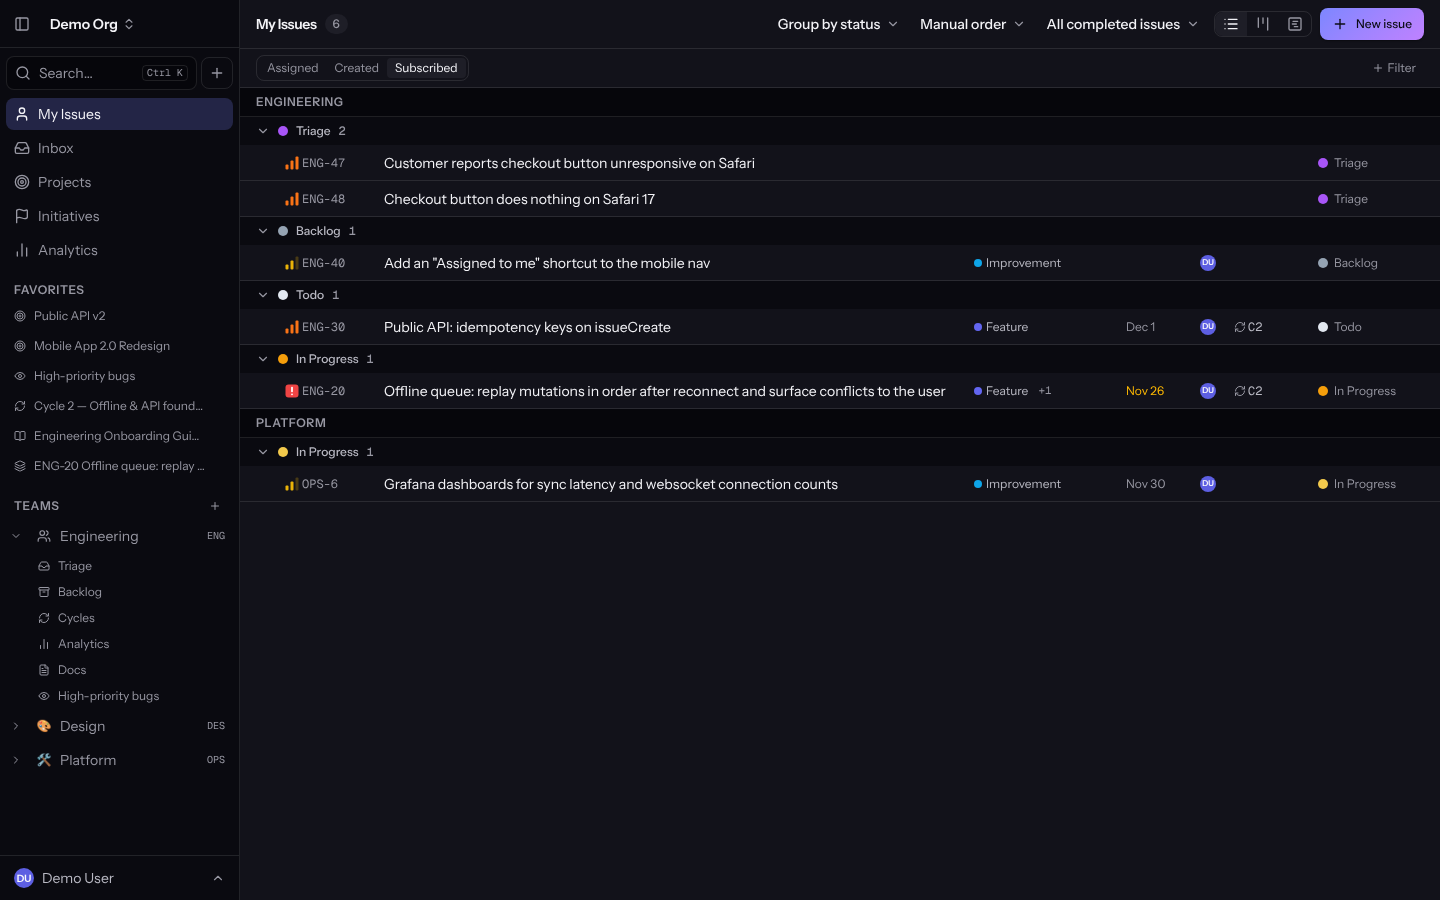 Demo Org
Search...
Ctrl K
My Issues
Inbox
Projects
Initiatives
Analytics
FAVORITES
Public API v2
Mobile App 2.0 Redesign
High-priority bugs
Cycle 2 — Offline & API found...
Engineering Onboarding Gui...
ENG-20 Offline queue: replay ...
TEAMS
Engineering ENG
Triage
Backlog
Cycles
Analytics
Docs
High-priority bugs
Design DES
Platform OPS
DU Demo User
My Issues 6
Group by status
Manual order
All completed issues
New issue
Assigned Created Subscribed
Filter
ENGINEERING
Triage 2
ENG-47 Customer reports checkout button unresponsive on Safari Triage
ENG-48 Checkout button does nothing on Safari 17 Triage
Backlog 1
ENG-40 Add an "Assigned to me" shortcut to the mobile nav Improvement DU Backlog
Todo 1
ENG-30 Public API: idempotency keys on issueCreate Feature Dec 1 DU C2 Todo
In Progress 1
ENG-20 Offline queue: replay mutations in order after reconnect and surface conflicts to the user Feature +1 Nov 26 DU C2 In Progress
PLATFORM
In Progress 1
OPS-6 Grafana dashboards for sync latency and websocket connection counts Improvement Nov 30 DU In Progress